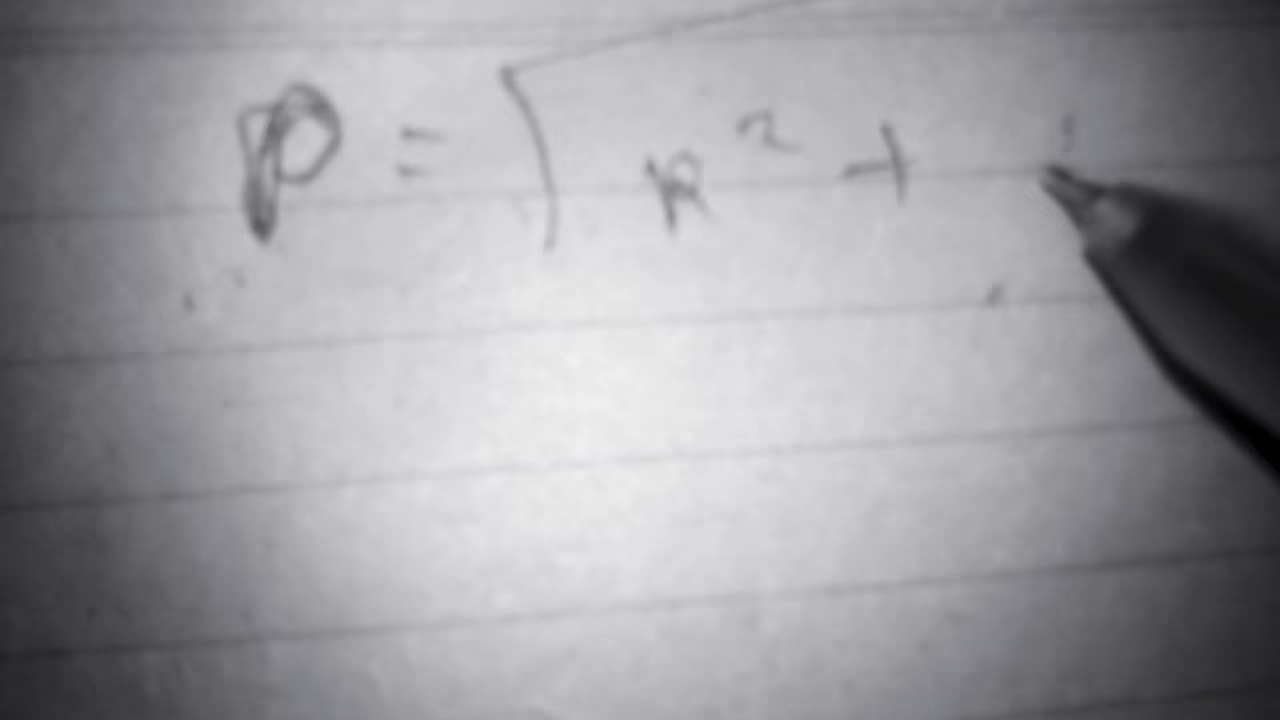 P = √ R² +